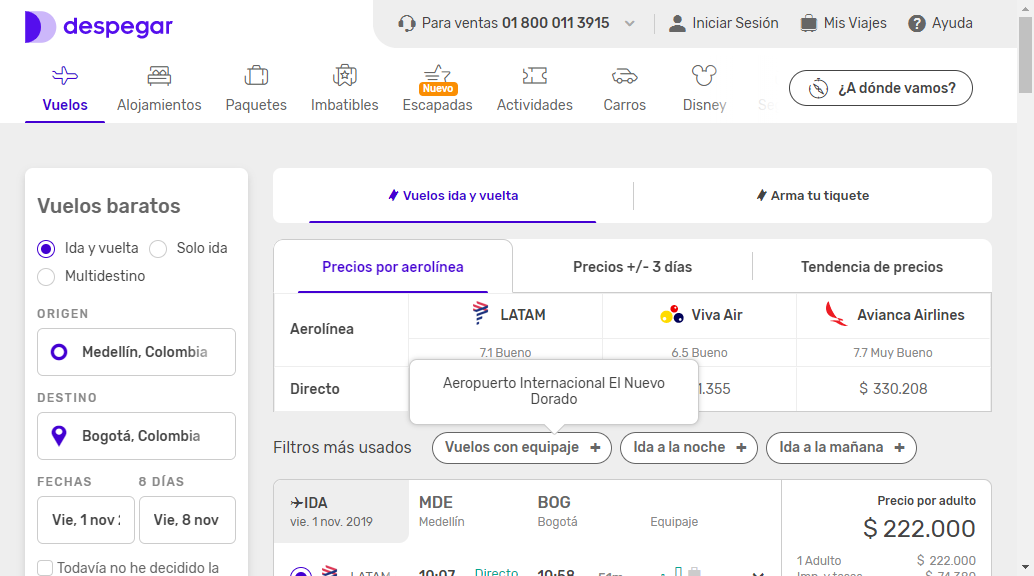 despegar
Para ventas 01 800 011 3915
Iniciar Sesión
Mis Viajes
Ayuda
Vuelos
Alojamientos
Paquetes
Imbatibles
Nuevo
Escapadas
Actividades
Carros
Disney
¿A dónde vamos?
Vuelos baratos
Ida y vuelta
Solo ida
Multidestino
ORIGEN
Medellín, Colombia
DESTINO
Bogotá, Colombia
FECHAS
8 DÍAS
Vie, 1 nov
Vie, 8 nov
Todavía no he decidido la
Vuelos ida y vuelta
Arma tu tiquete
Precios por aerolínea
Precios +/- 3 días
Tendencia de precios
Aerolínea
LATAM
Viva Air
Avianca Airlines
7.1 Bueno
6.5 Bueno
7.7 Muy Bueno
Directo
1.355
$ 330.208
Aeropuerto Internacional El Nuevo
Dorado
Filtros más usados
Vuelos con equipaje +
Ida a la noche +
Ida a la mañana +
IDA
vie. 1 nov. 2019
MDE
Medellín
BOG
Bogotá
Equipaje
LATAM
10:07
Directo
10:58
51m
Precio por adulto
$ 222.000
1 Adulto
$ 222.000
Imp. y tasas